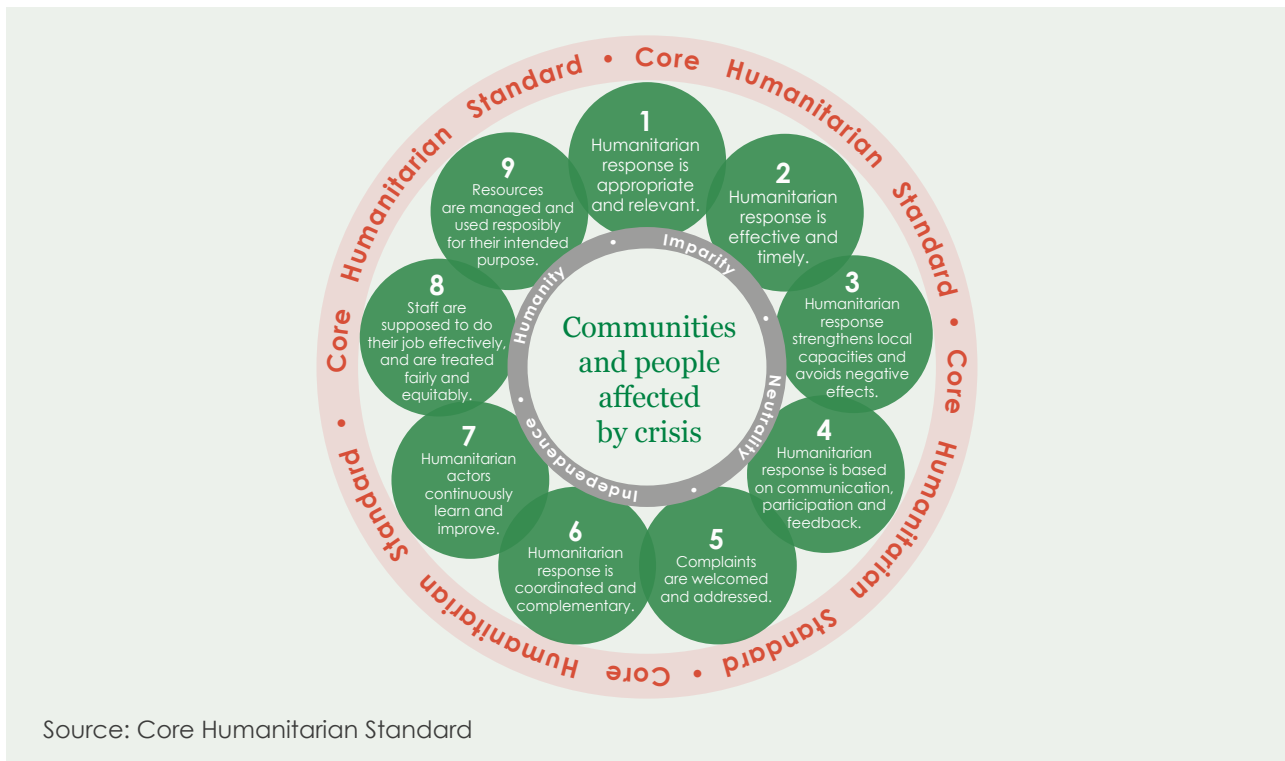 Core Humanitarian Standard • Core Humanitarian Standard • Core Humanitarian Standard • Core Humanitarian Standard •
1
Humanitarian
response is
appropriate
and relevant.
2
Humanitarian
response is
effective and
timely.
3
Humanitarian
response
strengthens local
capacities and
avoids negative
effects.
4
Humanitarian
response is based
on communication,
participation and
feedback.
5
Complaints
are welcomed
and addressed.
6
Humanitarian
response is
coordinated and
complementary.
7
Humanitarian
actors
continuously
learn and
improve.
8
Staff are
supposed to do
their job effectively,
and are treated
fairly and
equitably.
9
Resources
are managed and
used resposibly
for their intended
purpose.
Humanity • Imparity • Neutrality • Independence •
Communities
and people
affected
by crisis
Source: Core Humanitarian Standard